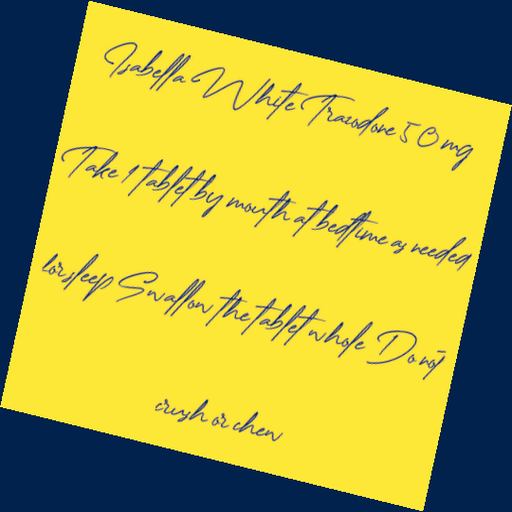 Isabella White Trazodone 50 mg
Take 1 tablet by mouth at bedtime as needed
for sleep Swallow the tablet whole Do not
crush or chew